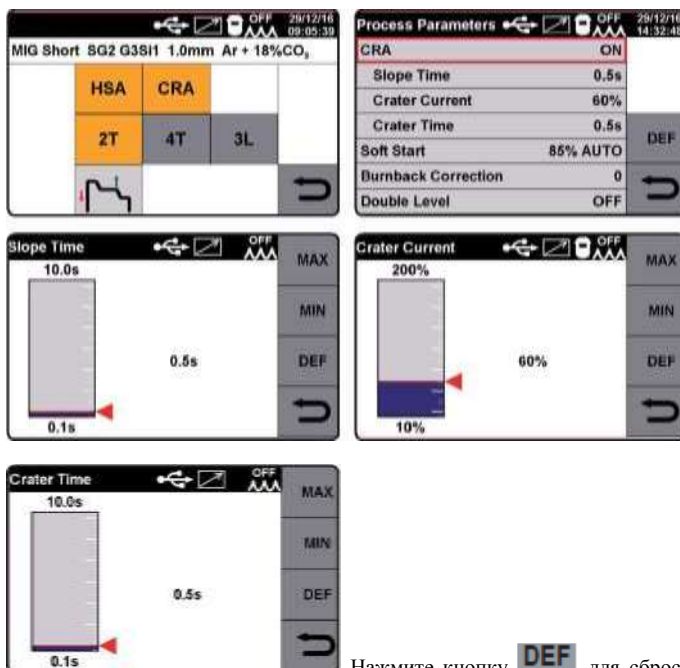 OFF 29/12/16
09:05:39
MIG Short SG2 G3Si1 1.0mm Ar + 18%CO₂
HSA CRA
2T 4T 3L
Process Parameters OFF 29/12/16
14:32:48
CRA ON
Slope Time 0.5s
Crater Current 60%
Crater Time 0.5s
Soft Start 85% AUTO
Burnback Correction 0
Double Level OFF
DEF
Slope Time OFF
10.0s
0.5s
0.1s
MAX
MIN
DEF
Crater Current OFF
200%
60%
10%
MAX
MIN
DEF
Crater Time OFF
10.0s
0.5s
0.1s
MAX
MIN
DEF
Нажмите кнопку DEF для сброс